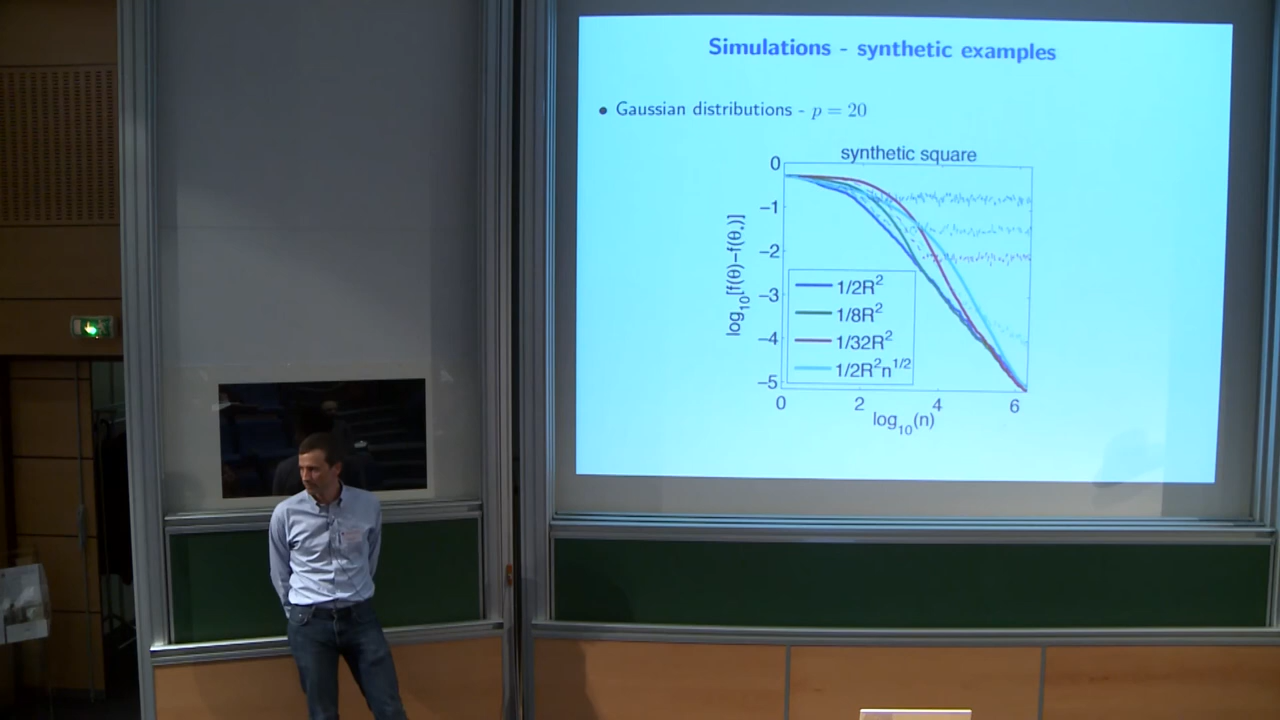 Simulations - synthetic examples
• Gaussian distributions - p = 20
synthetic square
0
−1
−2
−3
−4
−5
log10[f(θ)−f(θ*)]
1/2R²
1/8R²
1/32R²
1/2R²n^1/2
0 2 4 6
log10(n)